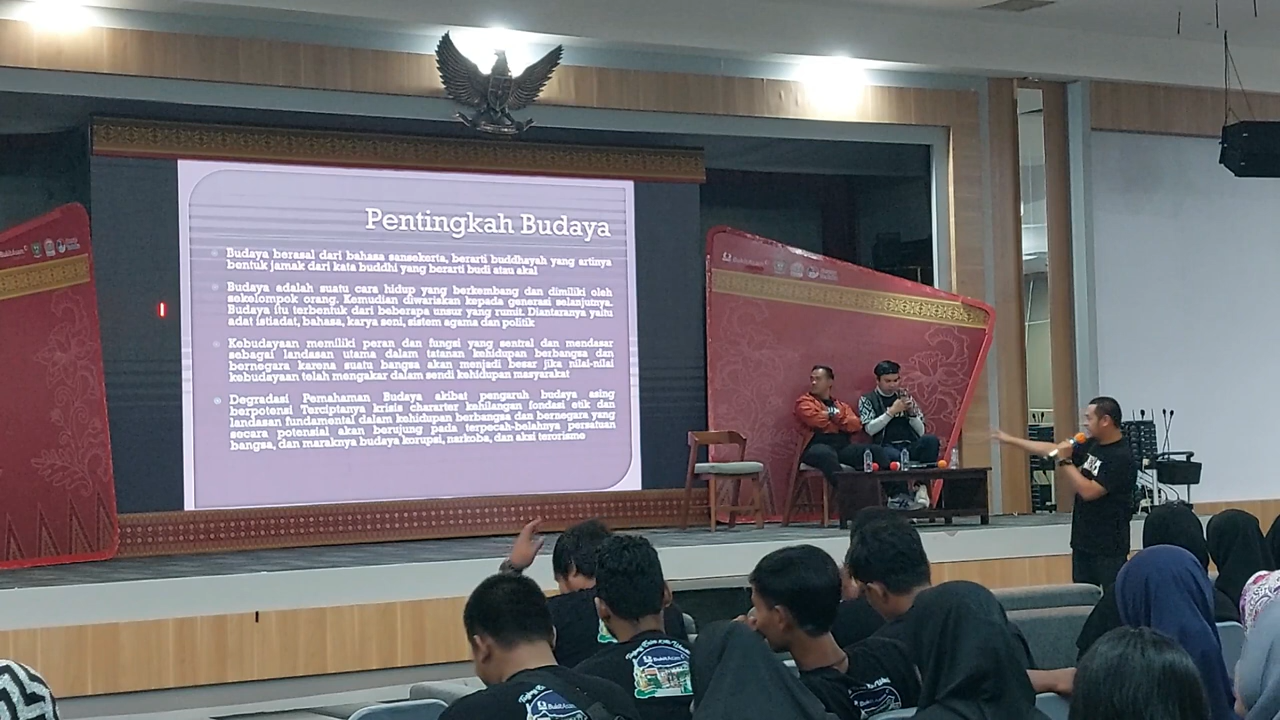 Pentingkah Budaya
Budaya berasal dari bahasa sansekerta, berarti buddhayah yang artinya
bentuk jamak dari kata buddhi yang berarti budi atau akal
Budaya adalah suatu cara hidup yang berkembang dan dimiliki oleh
sekelompok orang. Kemudian diwariskan kepada generasi selanjutnya.
Budaya itu terbentuk dari beberapa unsur yang rumit. Diantaranya yaitu
adat istiadat, bahasa, karya seni, sistem agama dan politik
Kebudayaan memiliki peran dan fungsi yang sentral dan mendasar
sebagai landasan utama dalam tatanan kehidupan berbangsa dan
bernegara karena suatu bangsa akan menjadi besar jika nilai-nilai
kebudayaan telah mengakar dalam sendi kehidupan masyarakat
Degradasi Pemahaman Budaya akibat pengaruh budaya asing
berpotensi Terciptanya krisis chararter kehilangan fondasi etik dan
landasan fundamental dalam kehidupan berbangsa dan bernegara yang
secara potensial akan berujung pada terpecah-belahnya persatuan
bangsa, dan maraknya budaya korupsi, narkoba, dan aksi terorisme
BukitAsam
BukitAsam
BukitAsam